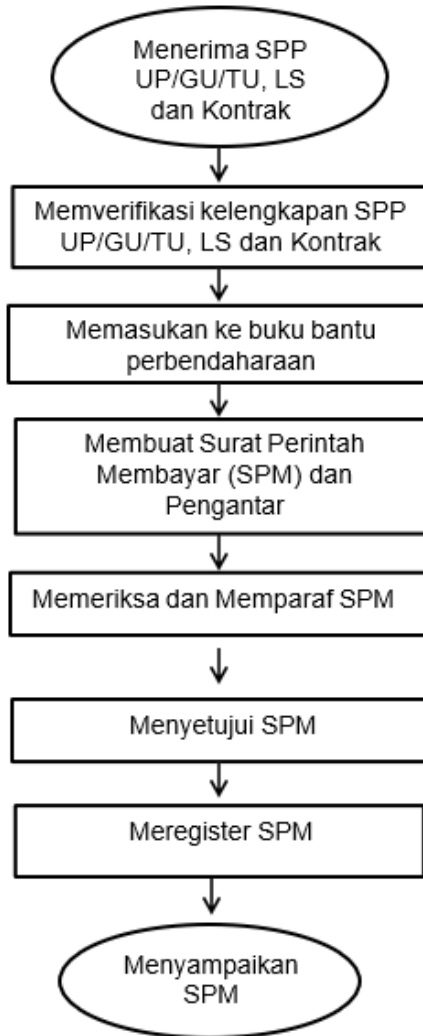 Menerima SPP
UP/GU/TU, LS
dan Kontrak
Memverifikasi kelengkapan SPP
UP/GU/TU, LS dan Kontrak
Memasukan ke buku bantu
perbendaharaan
Membuat Surat Perintah
Membayar (SPM) dan
Pengantar
Memeriksa dan Memparaf SPM
Menyetujui SPM
Meregister SPM
Menyampaikan
SPM